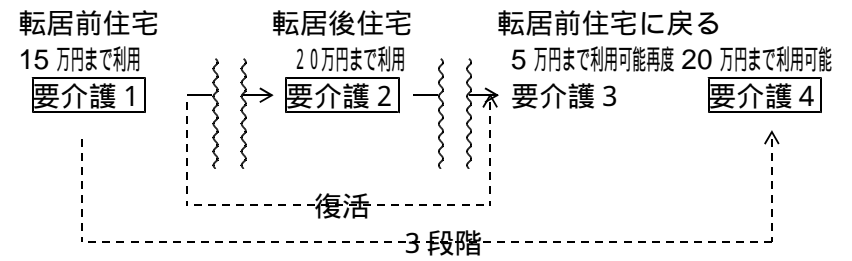 転居前住宅 転居後住宅 転居前住宅に戻る
15 万円まで利用 20万円まで利用 5 万円まで利用可能再度 20 万円まで利用可能
要介護1 要介護2 要介護3 要介護4
復活
3段階